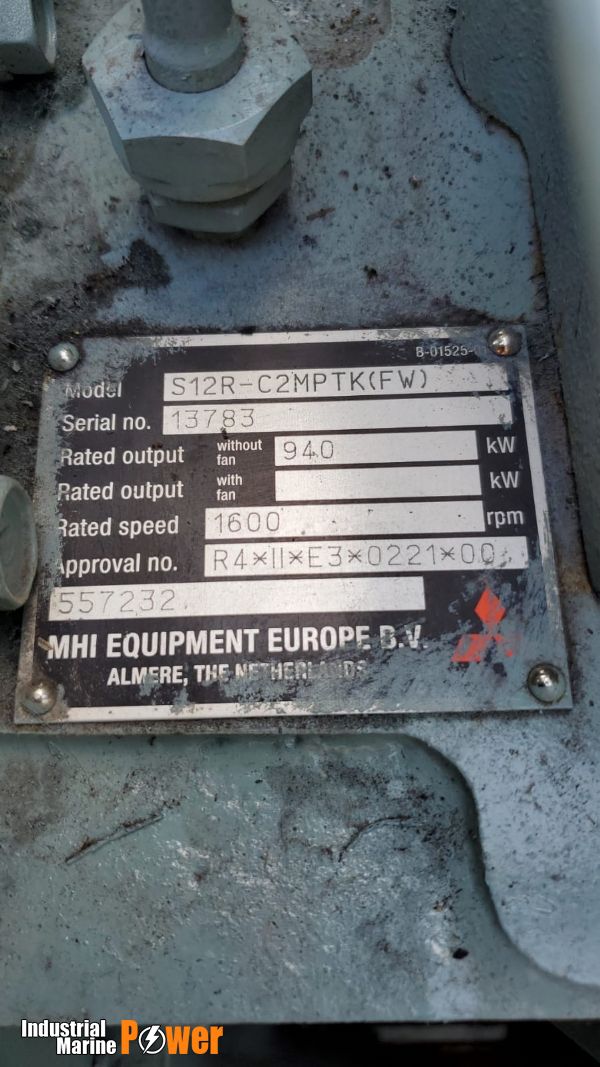 B-01525-
Model S12R-C2MPTK(FW)
Serial no. 13783
Rated output without fan 940 kW
Rated output with fan kW
Rated speed 1600 rpm
Approval no. R4*II*E3*0221*00
557232
MHI EQUIPMENT EUROPE B.V.
ALMERE, THE NETHERLANDS
Industrial Marine Power